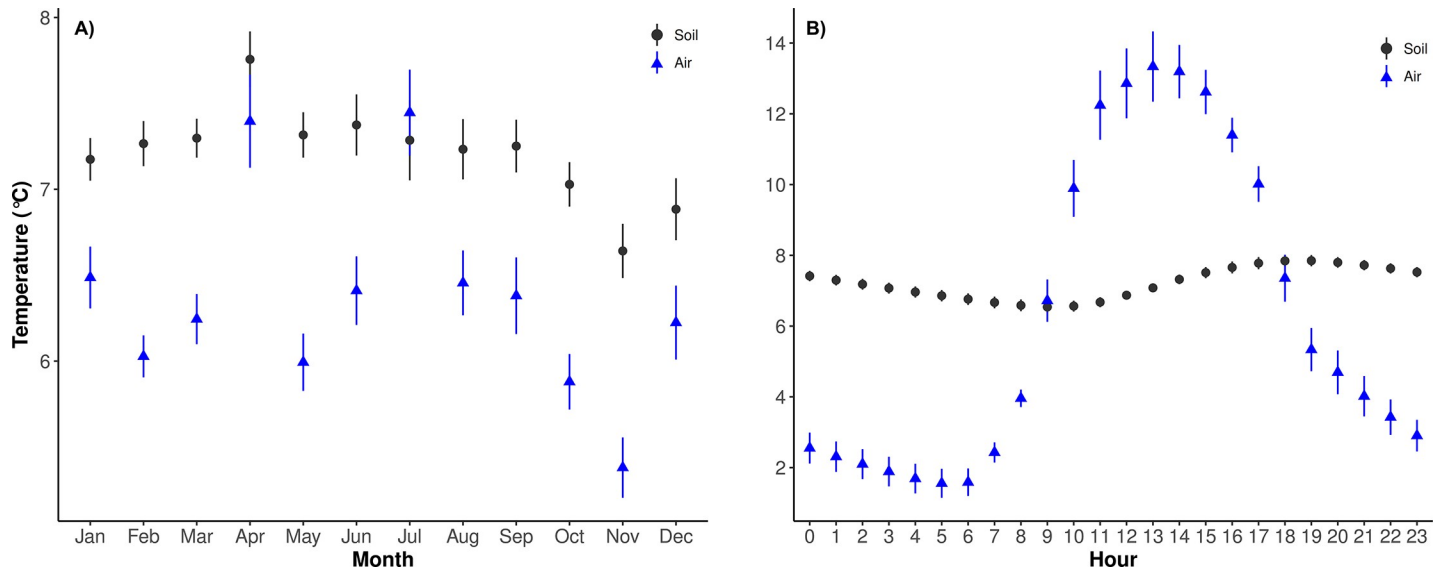 A)
Soil
Air
8
7
6
Temperature (°C)
Jan Feb Mar Apr May Jun Jul Aug Sep Oct Nov Dec
Month
B)
Soil
Air
14
12
10
8
6
4
2
0 1 2 3 4 5 6 7 8 9 10 11 12 13 14 15 16 17 18 19 20 21 22 23
Hour